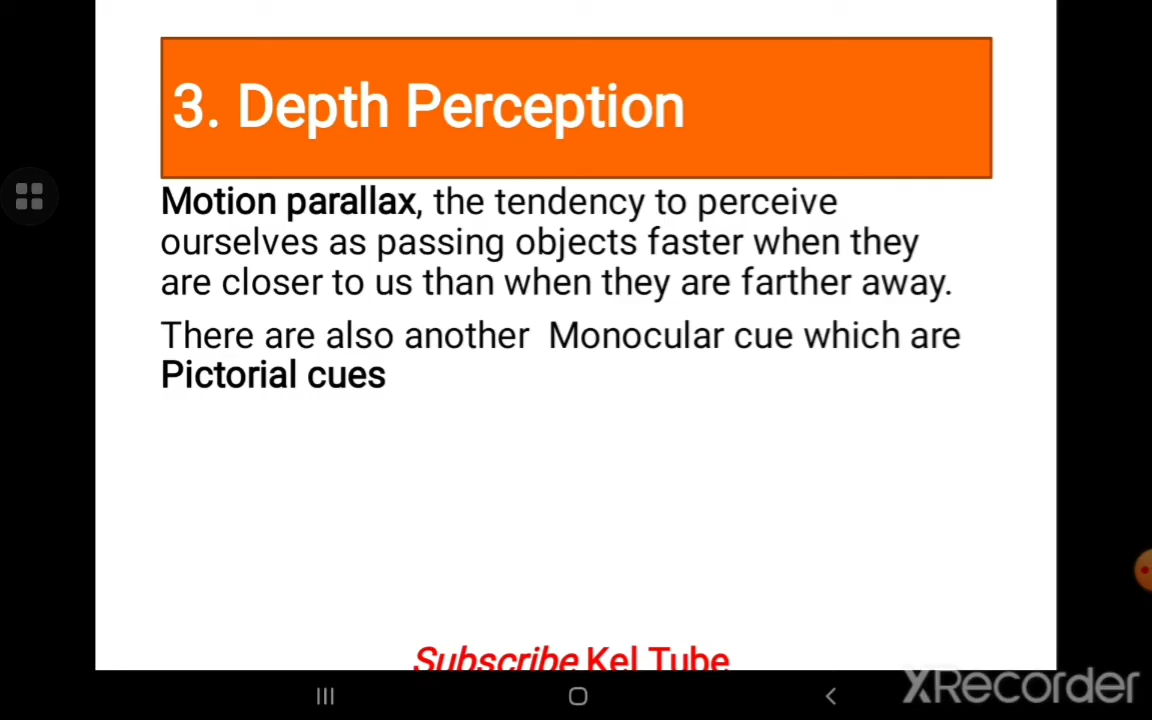 3. Depth Perception
Motion parallax, the tendency to perceive
ourselves as passing objects faster when they
are closer to us than when they are farther away.
There are also another Monocular cue which are
Pictorial cues
Subscribe Kel Tube
XRecorder